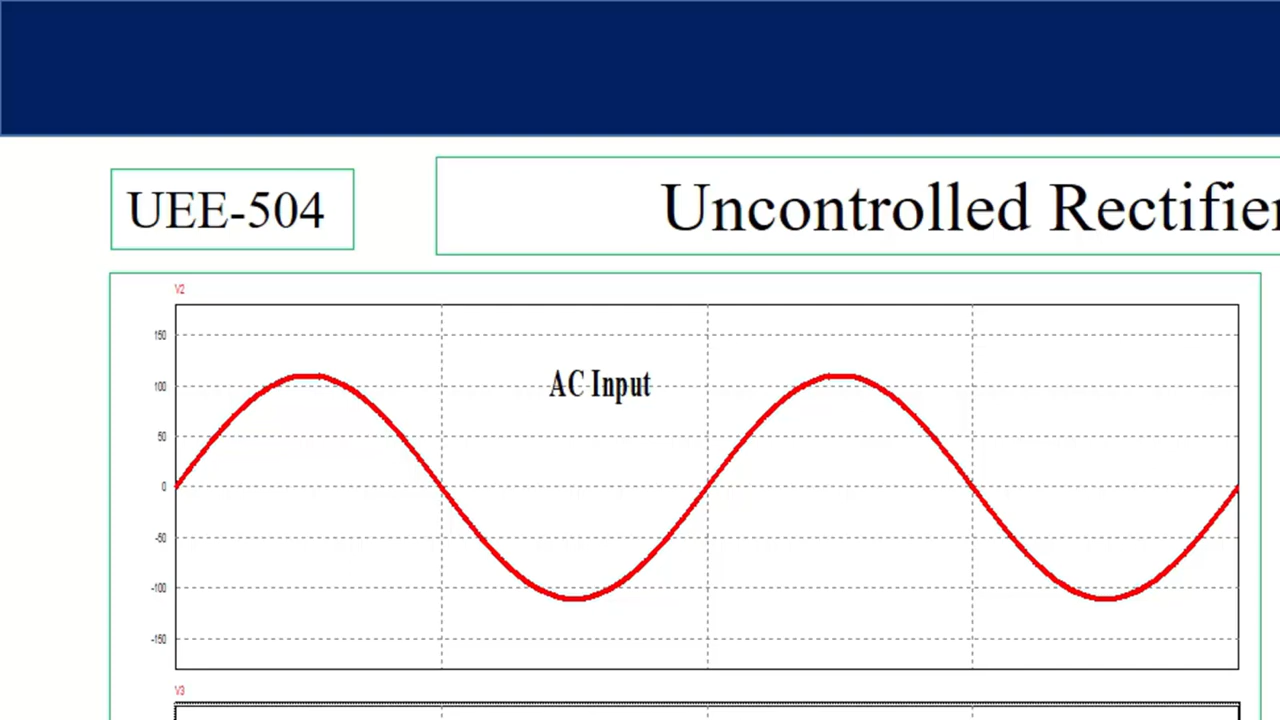 UEE-504
Uncontrolled Rectifier
V2
150
100
AC Input
50
0
-50
-100
-150
V3